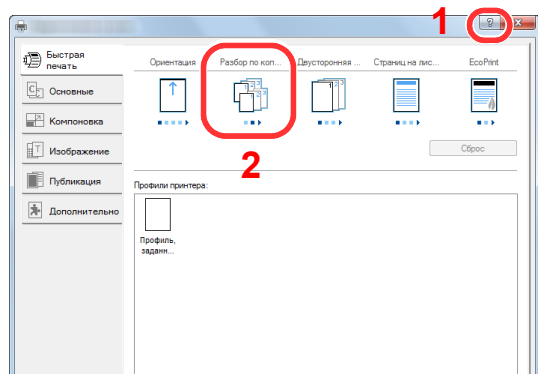 1
?
Быстрая
печать
Основные
Компоновка
Изображение
Публикация
Дополнительно
Ориентация
Разбор по коп...
Двусторонняя ...
Страниц на лис...
EcoPrint
2
Сброс
Профили принтера:
Профиль,
заданн...